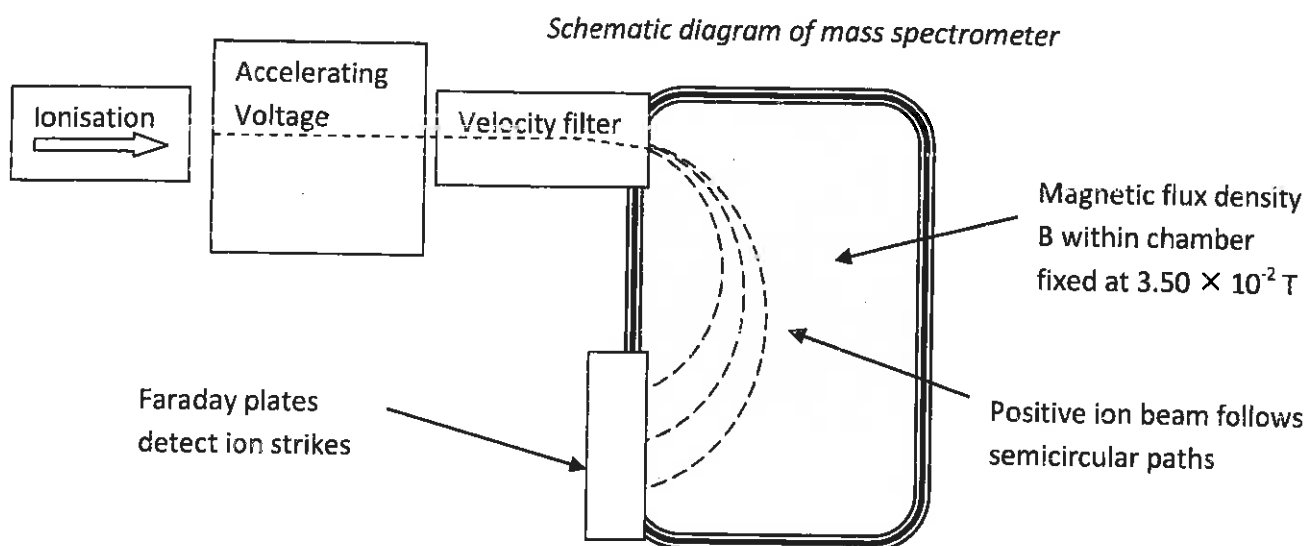 Schematic diagram of mass spectrometer
Accelerating
Voltage
Ionisation
Velocity filter
Magnetic flux density
B within chamber
fixed at 3.50 × 10⁻² T
Faraday plates
detect ion strikes
Positive ion beam follows
semicircular paths